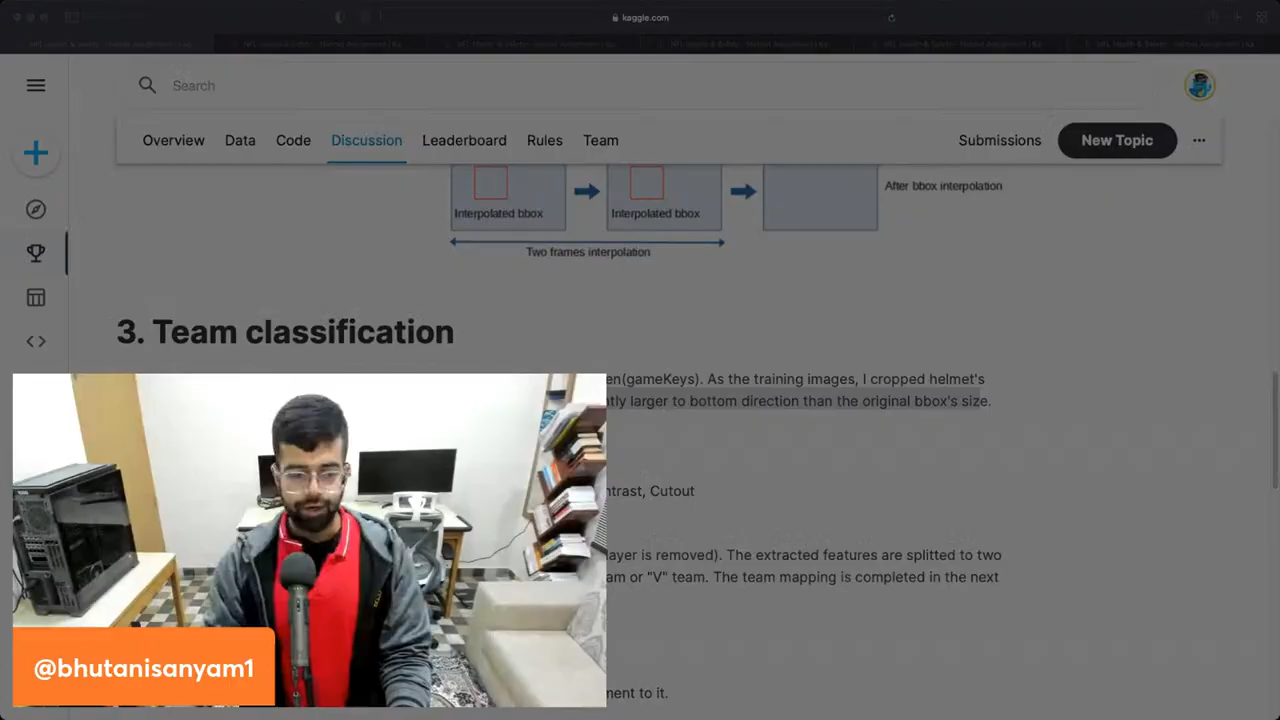 kaggle.com
Search
Overview Data Code Discussion Leaderboard Rules Team Submissions New Topic
After bbox interpolation
Interpolated bbox Interpolated bbox
Two frames interpolation
3. Team classification
en(gameKeys). As the training images, I cropped helmet's
tly larger to bottom direction than the original bbox's size.
trast, Cutout
ayer is removed). The extracted features are splitted to two
am or "V" team. The team mapping is completed in the next
@bhutanisanyam1
ment to it.